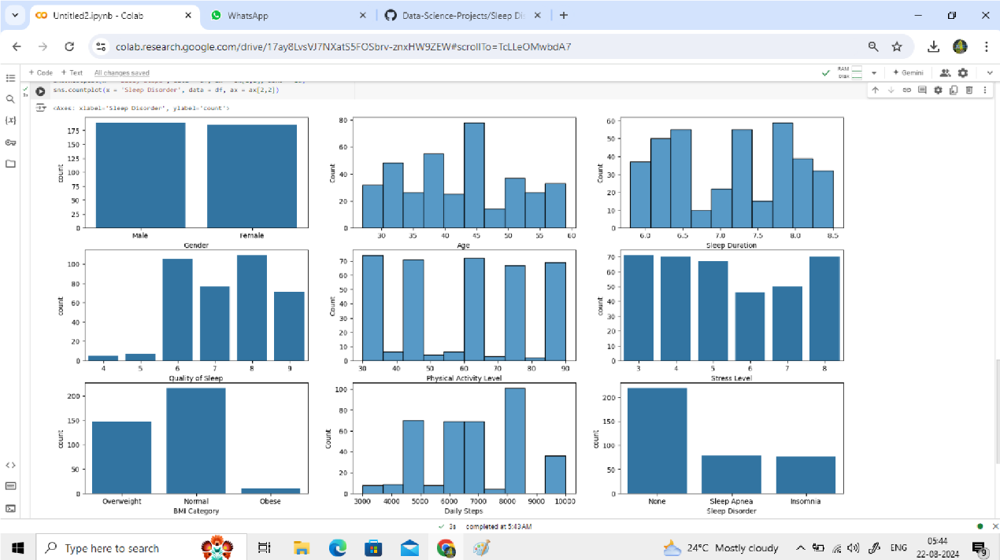 Untitled2.ipynb - Colab
WhatsApp
Data-Science-Projects/Sleep Dis
colab.research.google.com/drive/17ay8LvsVJ7NXatS5FOSbrv-znxHW9ZEW#scrollTo=TcLLeOMwbdA7
+ Code + Text All changes saved
RAM
DISK
Gemini
sns.countplot(x = 'Sleep Disorder', data = df, ax = ax[2,2])
3s
<Axes: xlabel='Sleep Disorder', ylabel='count'>
count
175
150
125
100
75
50
25
0
Male Female
Gender
Count
80
60
40
20
0
30 35 40 45 50 55 60
Age
Count
60
50
40
30
20
10
0
6.0 6.5 7.0 7.5 8.0 8.5
Sleep Duration
count
100
80
60
40
20
0
4 5 6 7 8 9
Quality of Sleep
Count
70
60
50
40
30
20
10
0
30 40 50 60 70 80 90
Physical Activity Level
count
70
60
50
40
30
20
10
0
3 4 5 6 7 8
Stress Level
count
200
150
100
50
0
Overweight Normal Obese
BMI Category
Count
100
80
60
40
20
0
3000 4000 5000 6000 7000 8000 9000 10000
Daily Steps
count
200
150
100
50
0
None Sleep Apnea Insomnia
Sleep Disorder
3s completed at 5:43 AM
Type here to search
24°C Mostly cloudy
ENG
05:44
22-08-2024
9